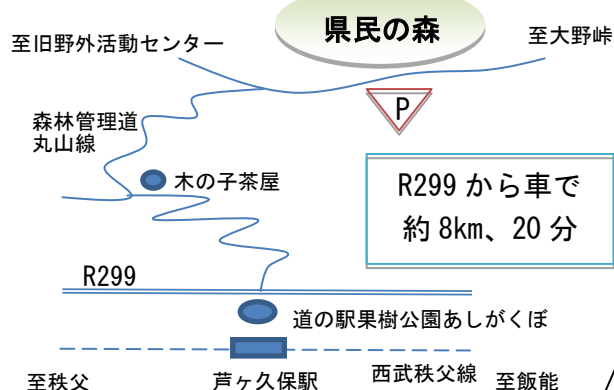 県民の森
至旧野外活動センター
至大野峠
森林管理道
丸山線
P
木の子茶屋
R299 から車で
約 8km、20 分
R299
道の駅果樹公園あしがくぼ
至秩父
芦ヶ久保駅
西武秩父線
至飯能